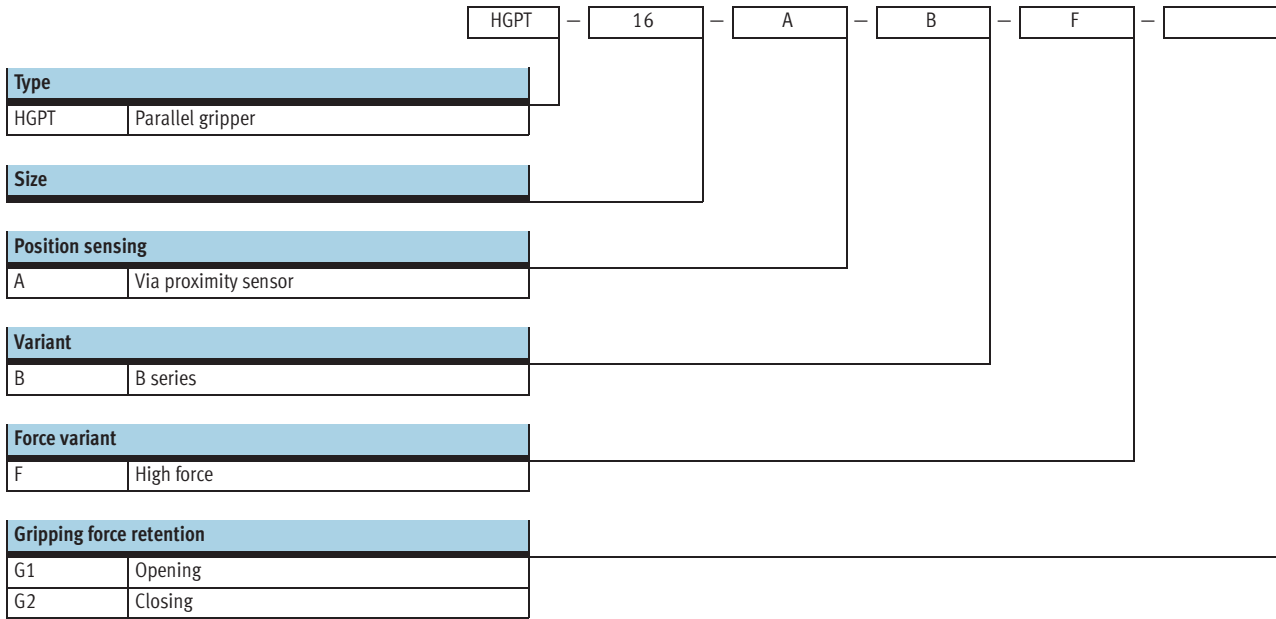 HGPT – 16 – A – B – F –
Type
HGPT Parallel gripper
Size
Position sensing
A Via proximity sensor
Variant
B B series
Force variant
F High force
Gripping force retention
G1 Opening
G2 Closing